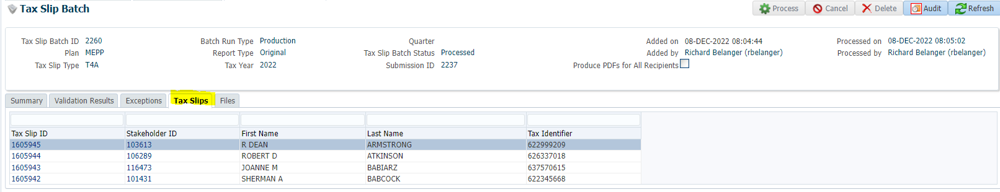 Tax Slip Batch
Process Cancel Delete Audit Refresh
Tax Slip Batch ID 2260 Batch Run Type Production Quarter Added on 08-DEC-2022 08:04:44 Processed on 08-DEC-2022 08:05:02
Plan MEPP Report Type Original Tax Slip Batch Status Processed Added by Richard Belanger (rbelanger) Processed by Richard Belanger (rbelanger)
Tax Slip Type T4A Tax Year 2022 Submission ID 2237 Produce PDFs for All Recipients
Summary Validation Results Exceptions Tax Slips Files
Tax Slip ID Stakeholder ID First Name Last Name Tax Identifier
1605945 103613 R DEAN ARMSTRONG 622999209
1605944 106289 ROBERT D ATKINSON 626337018
1605943 116473 JOANNE M BABIARZ 637570615
1605942 101431 SHERMAN A BABCOCK 622345668